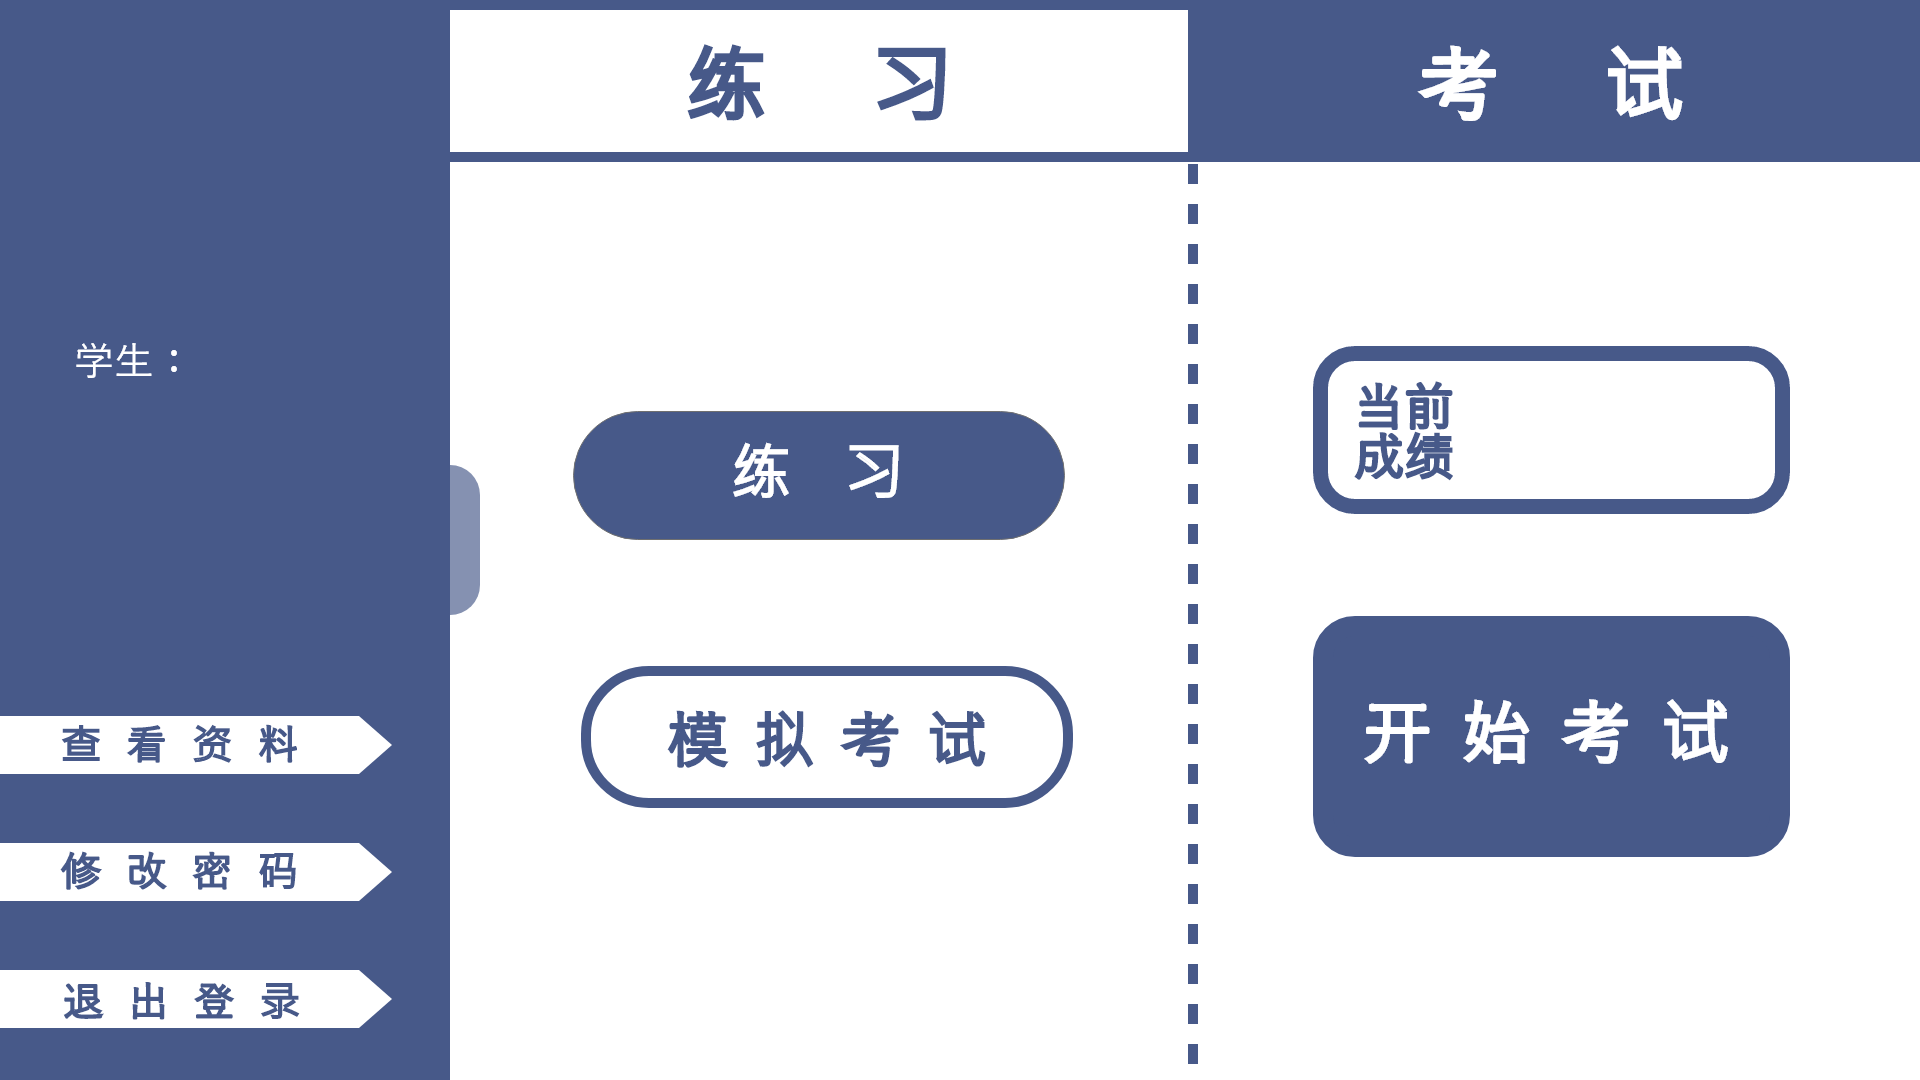 练 习
考 试
学生：
查 看 资 料
修 改 密 码
退 出 登 录
练 习
模 拟 考 试
当前
成绩
开 始 考 试